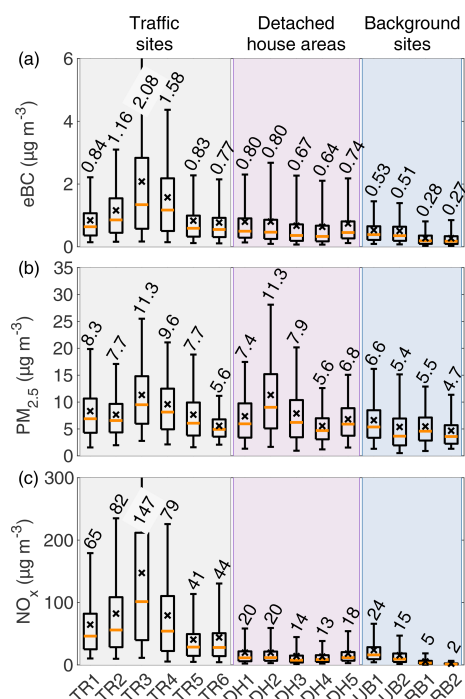 Traffic sites
Detached house areas
Background sites
(a)
eBC (µg m⁻³)
6
4
2
0
0.84
1.16
2.08
1.58
0.83
0.77
0.80
0.80
0.67
0.64
0.74
0.53
0.51
0.28
0.27
(b)
PM2.5 (µg m⁻³)
35
30
25
20
15
10
5
0
8.3
7.7
11.3
9.6
7.7
5.6
7.4
11.3
7.9
5.6
6.8
6.6
5.4
5.5
4.7
(c)
NOx (µg m⁻³)
300
200
100
0
65
82
147
79
41
44
20
20
14
13
18
24
15
5
2
TR1
TR2
TR3
TR4
TR5
TR6
DH1
DH2
DH3
DH4
DH5
UB1
UB2
RB1
RB2